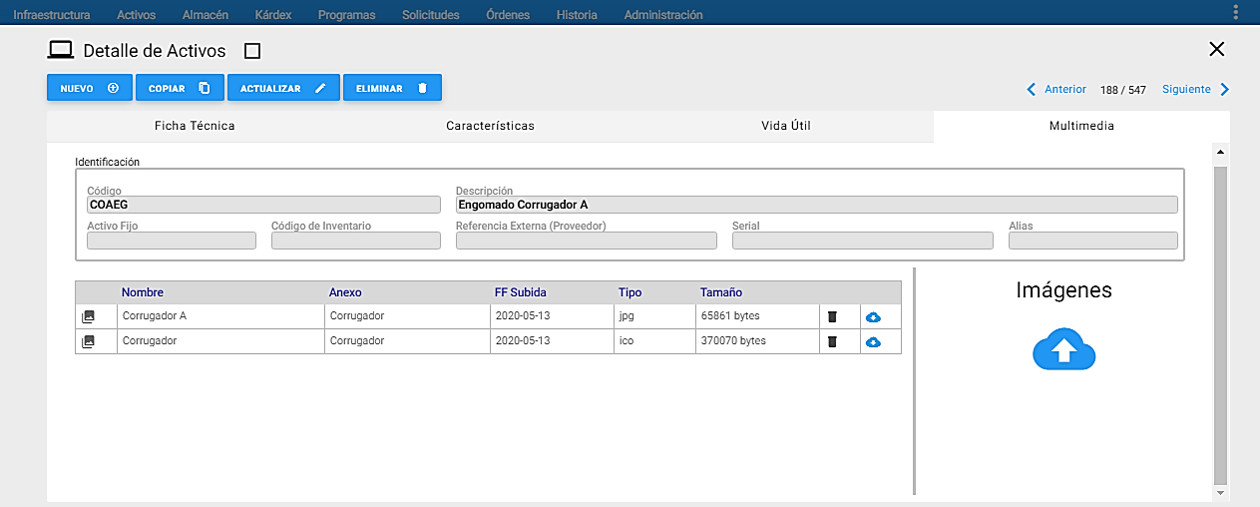 Infraestructura Activos Almacén Kárdex Programas Solicitudes Órdenes Historia Administración
Detalle de Activos
NUEVO COPIAR ACTUALIZAR ELIMINAR Anterior 188 / 547 Siguiente
Ficha Técnica Características Vida Útil Multimedia
Identificación
Código Descripción
COAEG Engomado Corrugador A
Activo Fijo Código de Inventario Referencia Externa (Proveedor) Serial Alias
Imágenes
Nombre Anexo FF Subida Tipo Tamaño
Corrugador A Corrugador 2020-05-13 jpg 65861 bytes
Corrugador Corrugador 2020-05-13 ico 370070 bytes